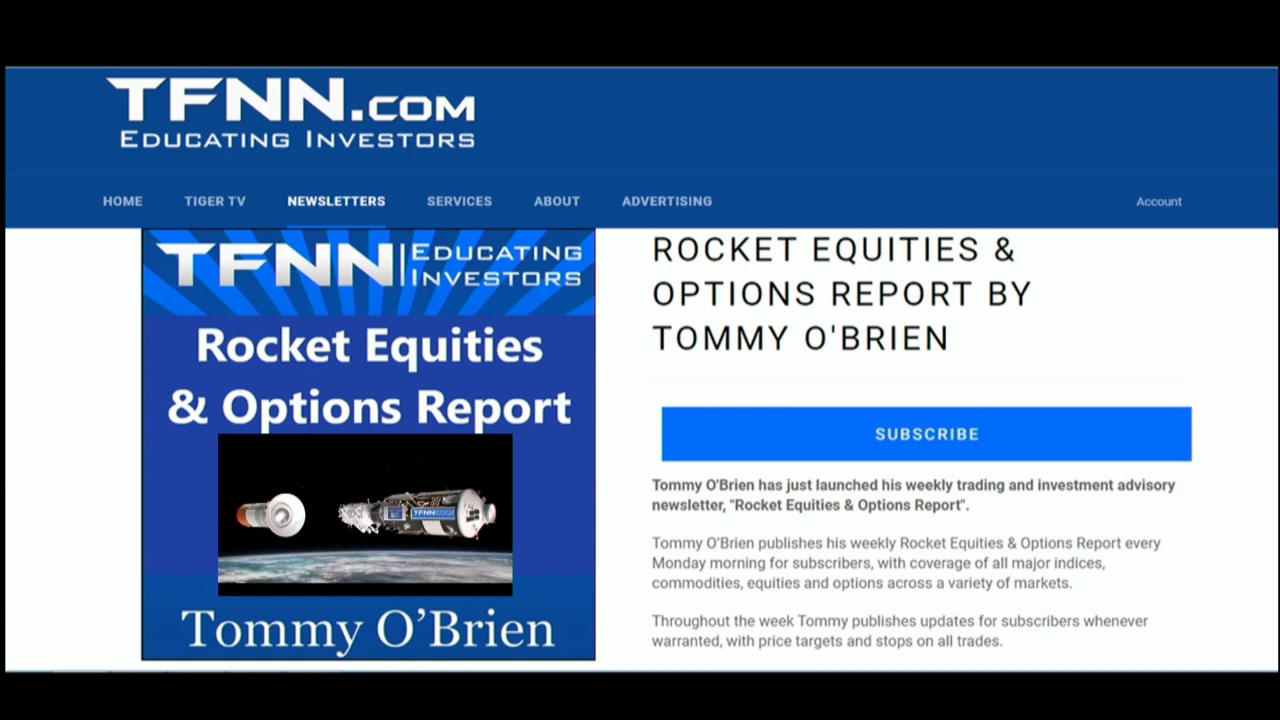 TFNN.COM
EDUCATING INVESTORS
HOME TIGER TV NEWSLETTERS SERVICES ABOUT ADVERTISING Account
TFNN EDUCATING
INVESTORS
Rocket Equities
& Options Report
Tommy O’Brien
ROCKET EQUITIES &
OPTIONS REPORT BY
TOMMY O'BRIEN
SUBSCRIBE
Tommy O'Brien has just launched his weekly trading and investment advisory
newsletter, "Rocket Equities & Options Report".
Tommy O’Brien publishes his weekly Rocket Equities & Options Report every
Monday morning for subscribers, with coverage of all major indices,
commodities, equities and options across a variety of markets.
Throughout the week Tommy publishes updates for subscribers whenever
warranted, with price targets and stops on all trades.